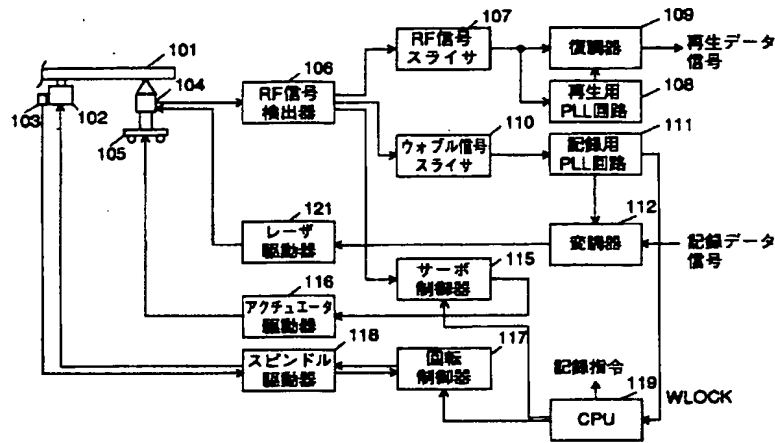 101
103
102
104
105
106
RF信号
検出器
107
RF信号
スライサ
109
復調器
再生データ
信号
108
再生用
PLL回路
110
ウォブル信号
スライサ
111
記録用
PLL回路
112
変調器
記録データ
信号
121
レーザ
駆動器
115
サーボ
制御器
116
アクチュエータ
駆動器
118
スピンドル
駆動器
117
回転
制御器
記録指令
119
CPU
WLOCK